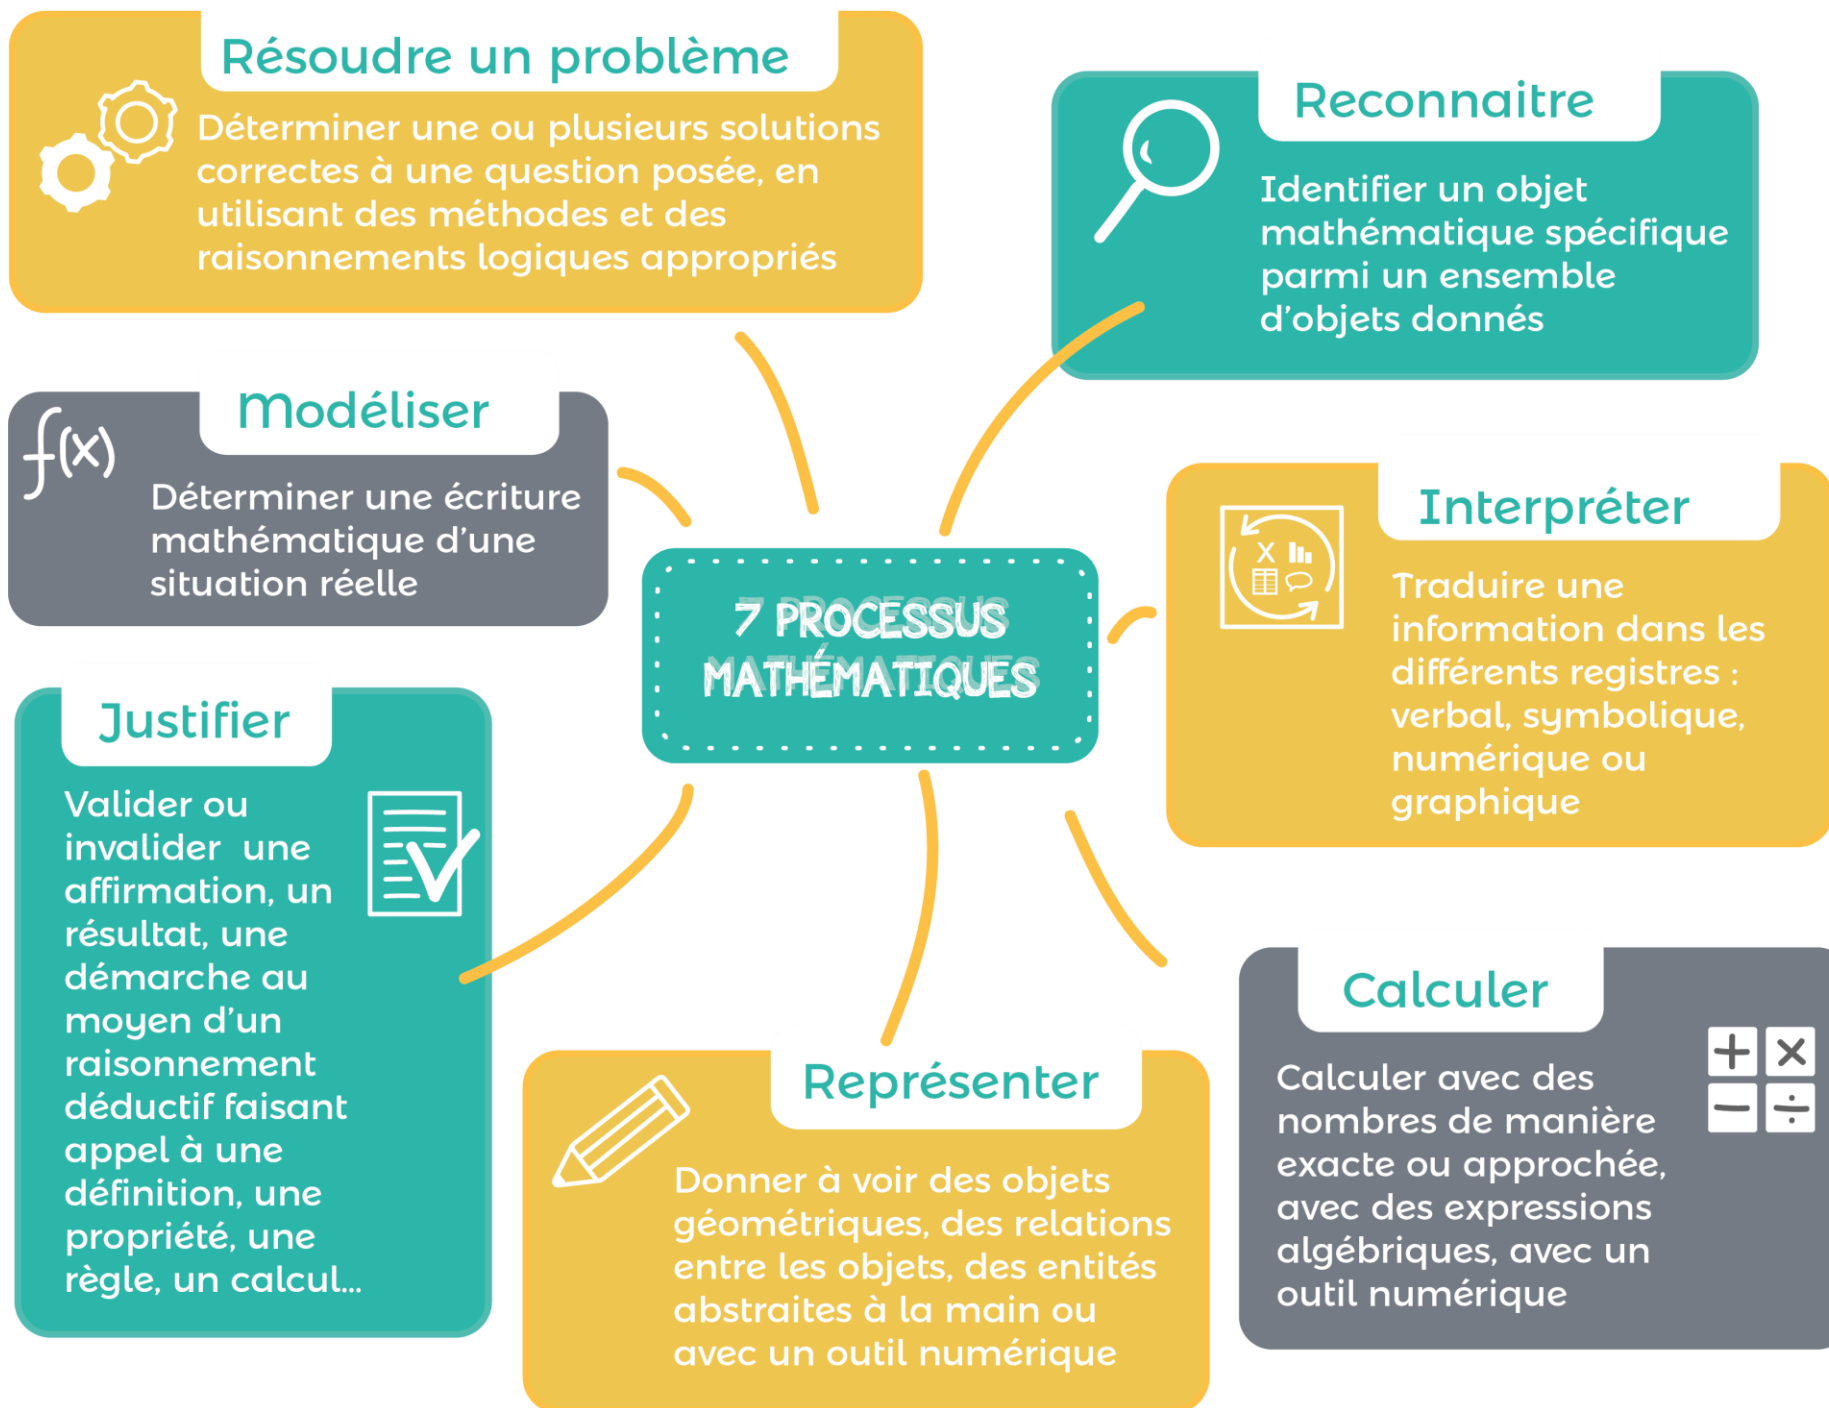 Résoudre un problème
Déterminer une ou plusieurs solutions
correctes à une question posée, en
utilisant des méthodes et des
raisonnements logiques appropriés
Reconnaitre
Identifier un objet
mathématique spécifique
parmi un ensemble
d'objets donnés
Modéliser
f(x)
Déterminer une écriture
mathématique d'une
situation réelle
Interpréter
X
Traduire une
information dans les
différents registres :
verbal, symbolique,
numérique ou
graphique
7 PROCESSUS
MATHÉMATIQUES
Justifier
Valider ou
invalider une
affirmation, un
résultat, une
démarche au
moyen d'un
raisonnement
déductif faisant
appel à une
définition, une
propriété, une
règle, un calcul...
Représenter
Donner à voir des objets
géométriques, des relations
entre les objets, des entités
abstraites à la main ou
avec un outil numérique
Calculer
+ ×
− ÷
Calculer avec des
nombres de manière
exacte ou approchée,
avec des expressions
algébriques, avec un
outil numérique